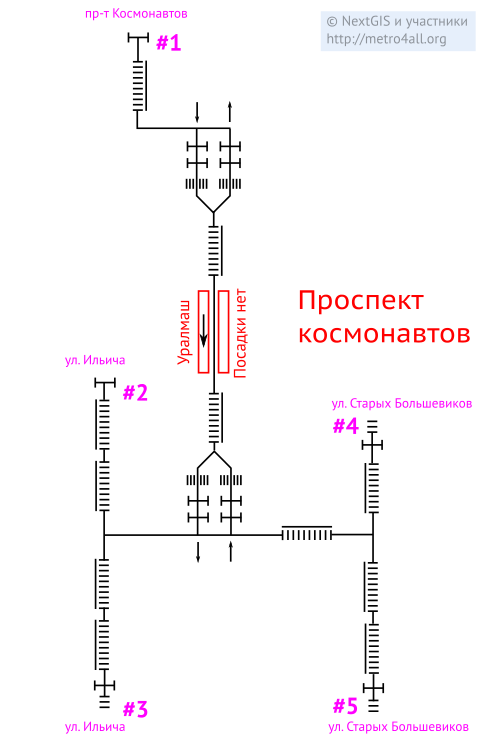 пр-т Космонавтов
#1
© NextGIS и участники
http://metro4all.org
Уралмаш
Посадки нет
Проспект
космонавтов
ул. Ильича
#2
ул. Старых Большевиков
#4
#3
ул. Ильича
#5
ул. Старых Большевиков